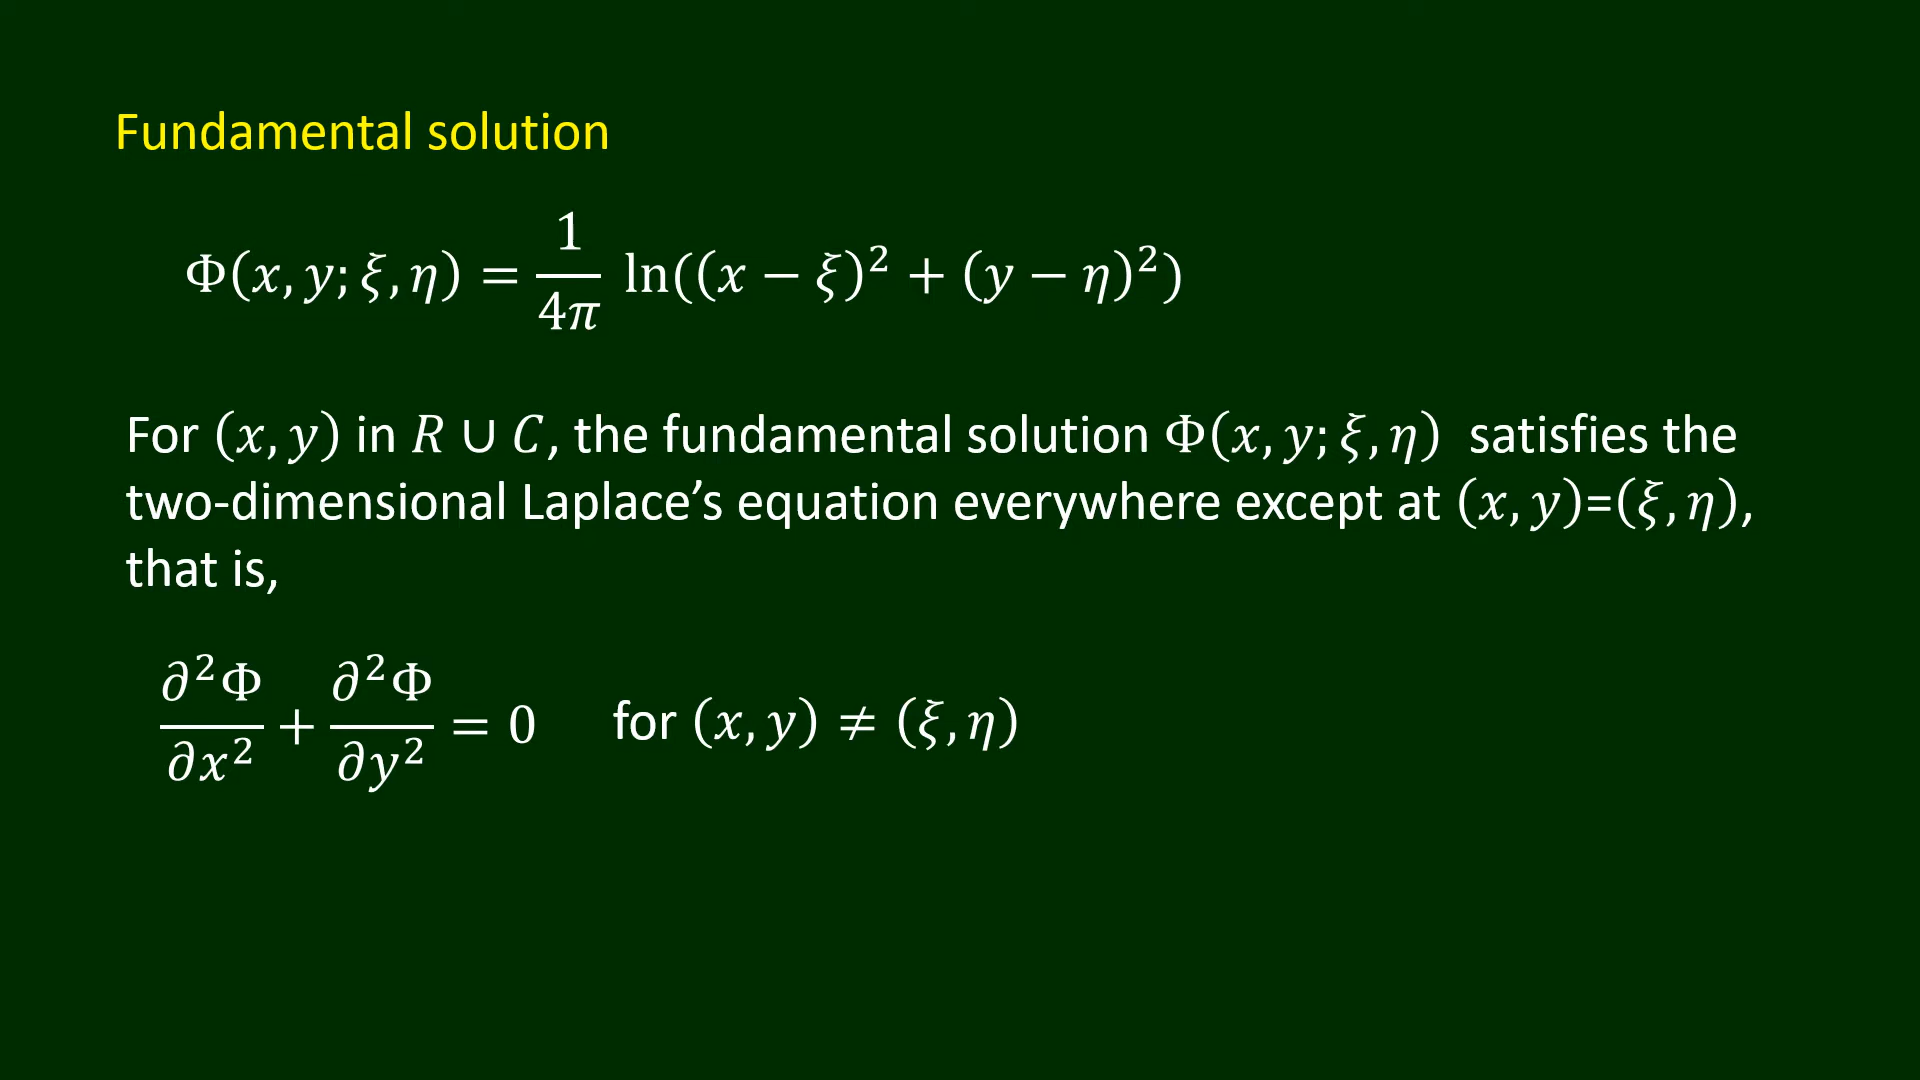 Fundamental solution
Φ(x, y; ξ, η) = 1/4π ln((x − ξ)² + (y − η)²)
For (x, y) in R ∪ C, the fundamental solution Φ(x, y; ξ, η) satisfies the
two-dimensional Laplace’s equation everywhere except at (x, y)=(ξ, η),
that is,
∂²Φ/∂x² + ∂²Φ/∂y² = 0 for (x, y) ≠ (ξ, η)